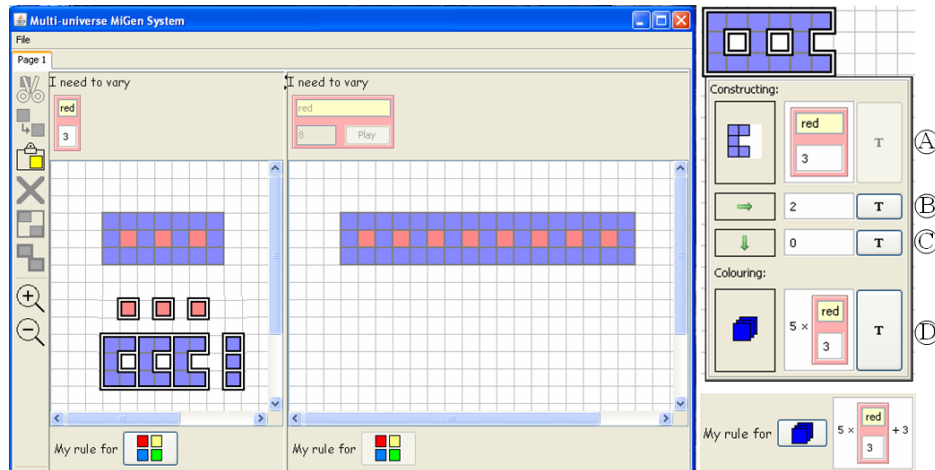 Multi-universe MiGen System
File
Page 1
I need to vary
red
3
My rule for
I need to vary
red
8 Play
My rule for
Constructing:
red
3
T
A
2 T
B
0 T
C
Colouring:
5 × red
3
T
D
My rule for 5 × red + 3
3